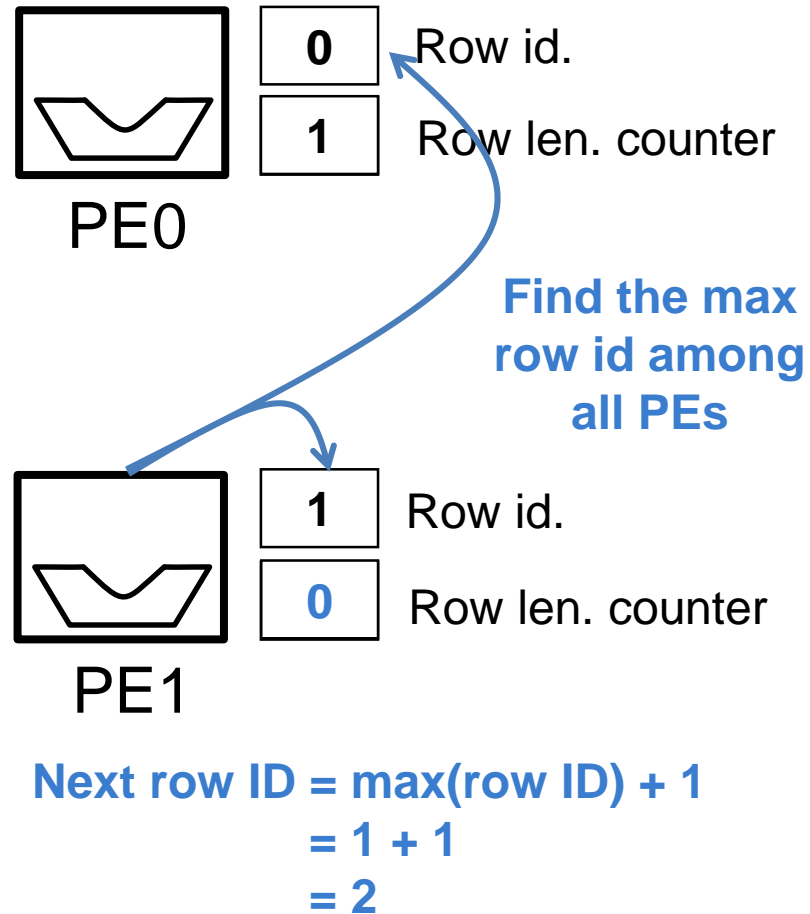 0 Row id.
1 Row len. counter
PE0
Find the max
row id among
all PEs
1 Row id.
0 Row len. counter
PE1
Next row ID = max(row ID) + 1
= 1 + 1
= 2